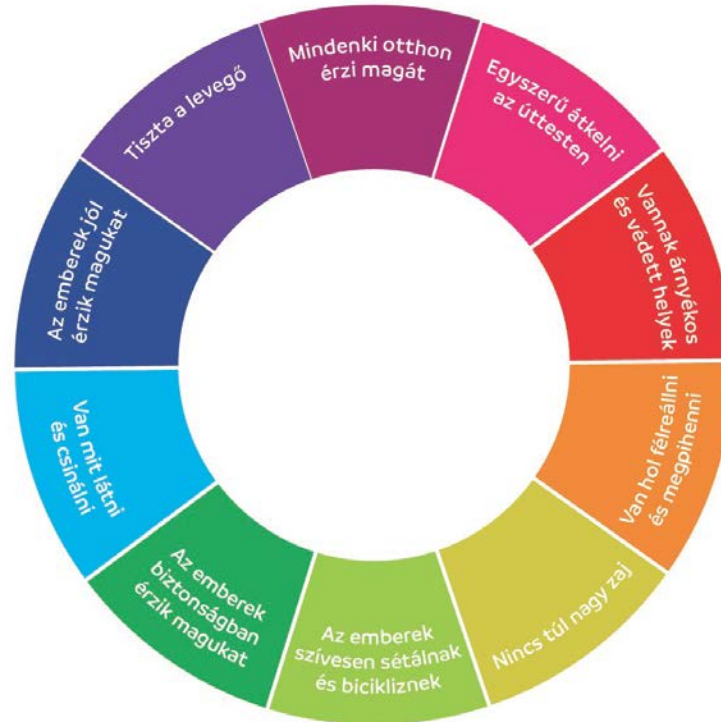 Mindenki otthon
érzi magát
Egyszerű átkelni
az úttesten
Vannak árnyékos
és védett helyek
Van hol félreállni
és megpihenni
Nincs túl nagy zaj
Az emberek
szívesen sétálnak
és bicikliznek
Az emberek
biztonságban
érzik magukat
Van mit látni
és csinálni
Az emberek jól
érzik magukat
Tiszta a levegő